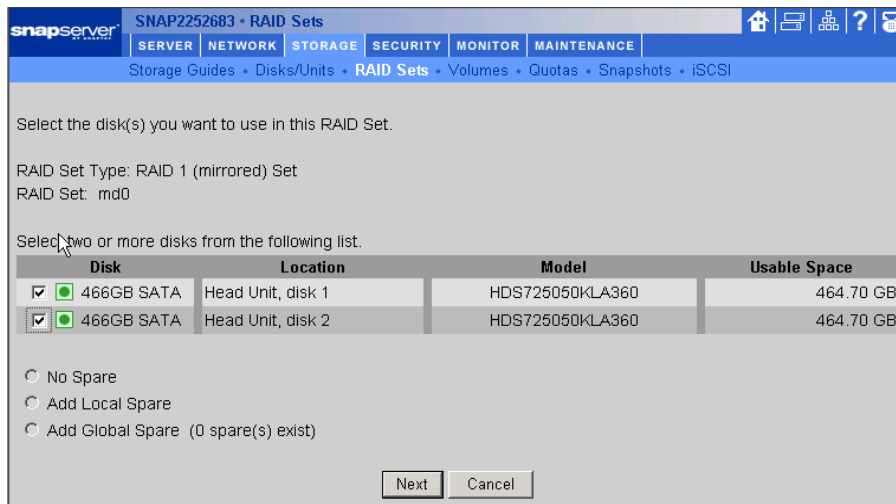 snapserver
BY ADAPTEC
SNAP2252683 • RAID Sets
SERVER NETWORK STORAGE SECURITY MONITOR MAINTENANCE
Storage Guides • Disks/Units • RAID Sets • Volumes • Quotas • Snapshots • iSCSI
Select the disk(s) you want to use in this RAID Set.
RAID Set Type: RAID 1 (mirrored) Set
RAID Set: md0
Select two or more disks from the following list.
Disk Location Model Usable Space
466GB SATA Head Unit, disk 1 HDS725050KLA360 464.70 GB
466GB SATA Head Unit, disk 2 HDS725050KLA360 464.70 GB
No Spare
Add Local Spare
Add Global Spare (0 spare(s) exist)
Next Cancel